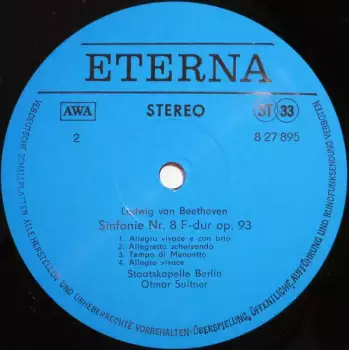 ETERNA
AWA
STEREO
ST 33
2
8 27 895
Ludwig van Beethoven
Sinfonie Nr. 8 F-dur op. 93
1. Allegro vivace e con brio
2. Allegretto scherzando
3. Tempo di Menuetto
4. Allegro vivace
Staatskapelle Berlin
Otmar Suitner
VEB DEUTSCHE SCHALLPLATTEN · ALLE HERSTELLER- UND URHEBERRECHTE VORBEHALTEN · ÜBERSPIELUNG, ÖFFENTLICHE AUFFÜHRUNG UND RUNDFUNKSENDUNG VERBOTEN